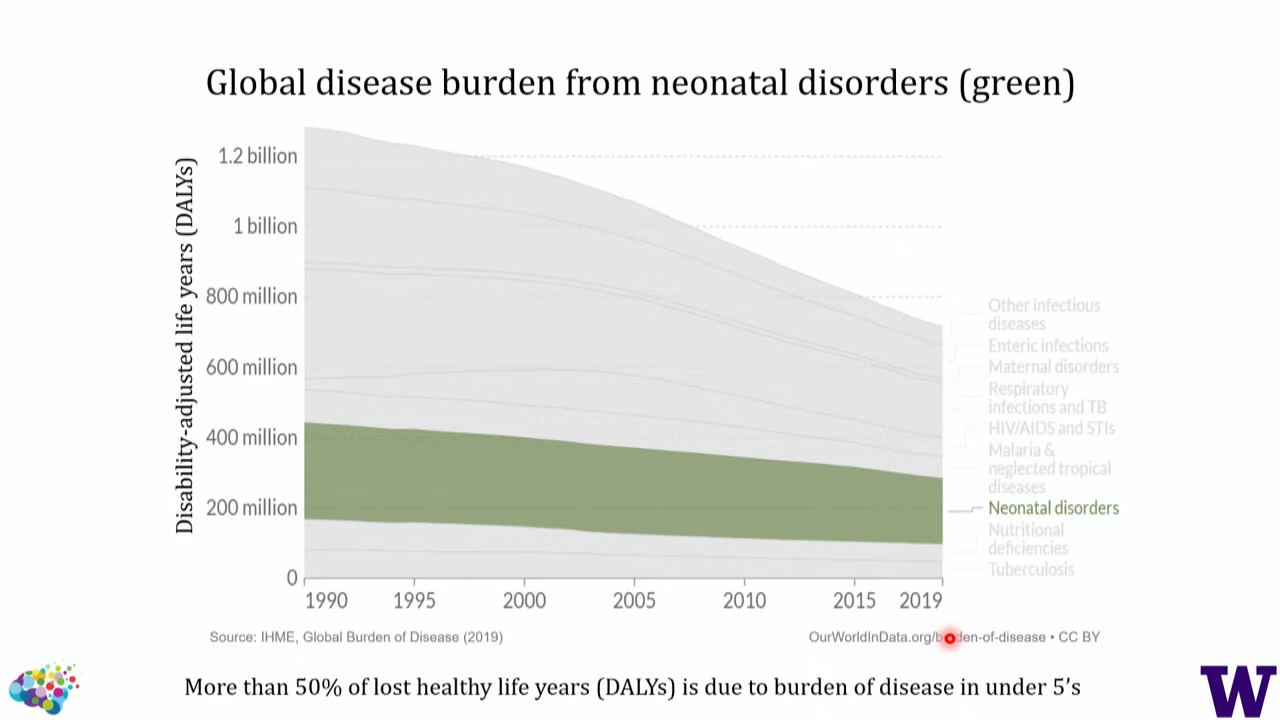 Global disease burden from neonatal disorders (green)
Disability-adjusted life years (DALYs)
1.2 billion
1 billion
800 million
600 million
400 million
200 million
0
1990 1995 2000 2005 2010 2015 2019
Other infectious
diseases
Enteric infections
Maternal disorders
Respiratory
infections and TB
HIV/AIDS and STIs
Malaria &
neglected tropical
diseases
Neonatal disorders
Nutritional
deficiencies
Tuberculosis
Source: IHME, Global Burden of Disease (2019)
OurWorldInData.org/burden-of-disease • CC BY
More than 50% of lost healthy life years (DALYs) is due to burden of disease in under 5's
W